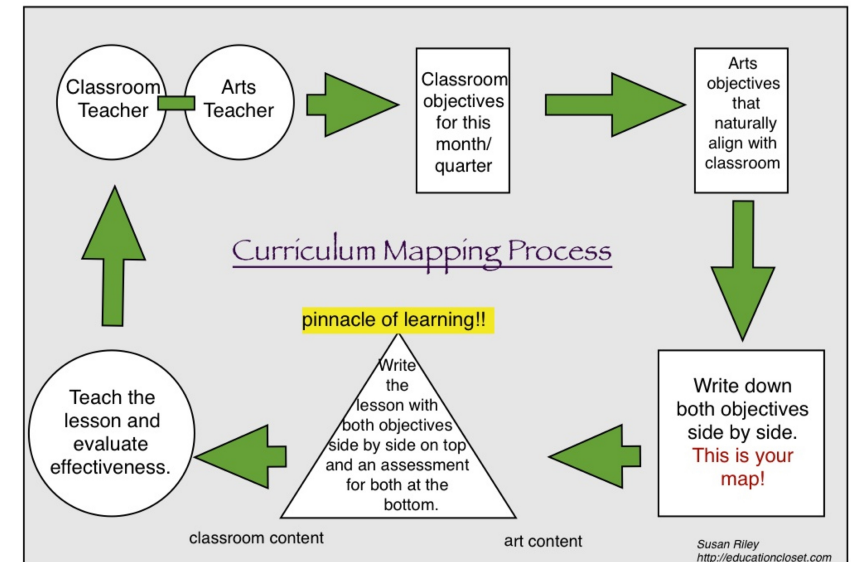 Classroom
Teacher
Arts
Teacher
Classroom
objectives
for this
month/
quarter
Arts
objectives
that
naturally
align with
classroom
Curriculum Mapping Process
pinnacle of learning!!
Write
the
lesson with
both objectives
side by side on top
and an assessment
for both at the
bottom.
Write down
both objectives
side by side.
This is your
map!
Teach the
lesson and
evaluate
effectiveness.
classroom content
art content
Susan Riley
http://educationcloset.com